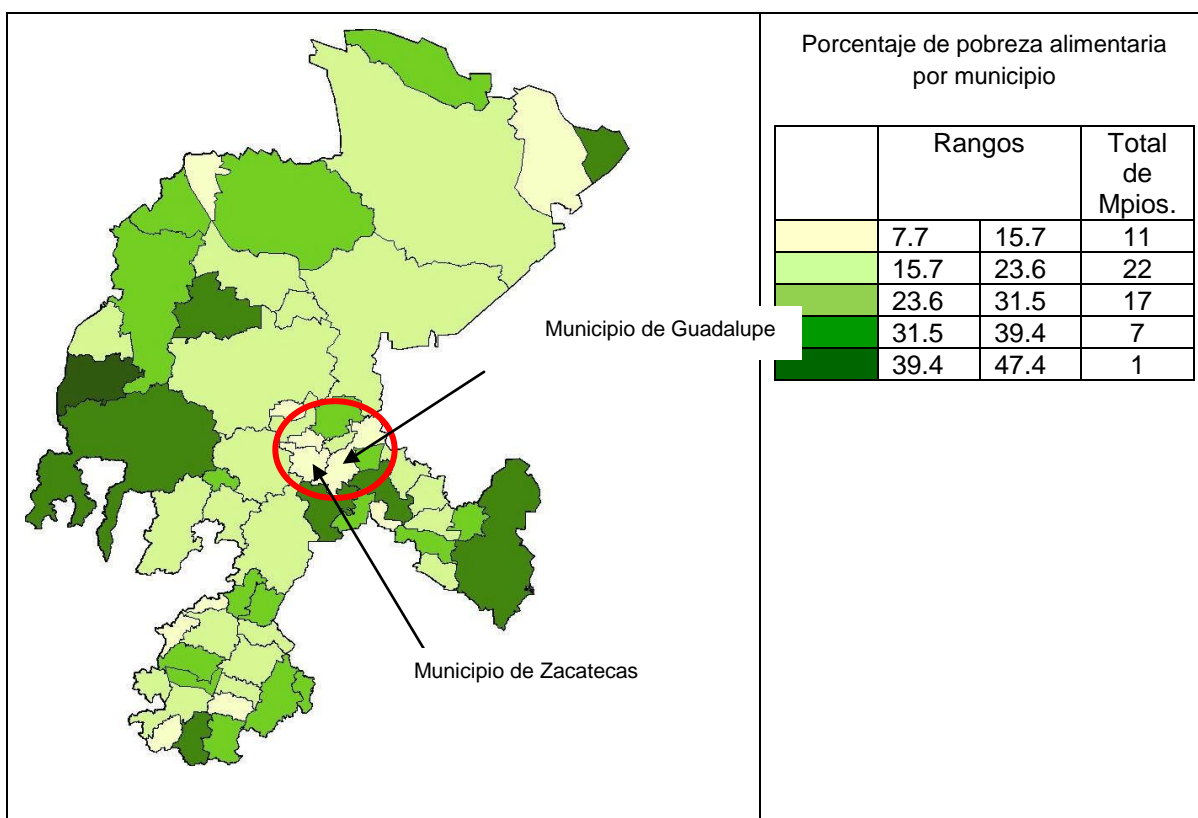 Porcentaje de pobreza alimentaria
por municipio
Rangos Total
de
Mpios.
7.7 15.7 11
15.7 23.6 22
23.6 31.5 17
31.5 39.4 7
39.4 47.4 1
Municipio de Guadalupe
Municipio de Zacatecas